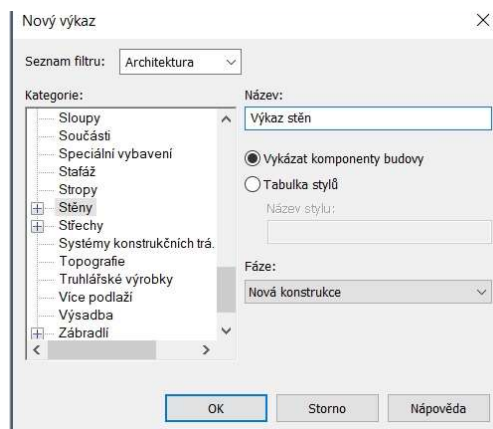 Nový výkaz
Seznam filtru: Architektura
Kategorie:
Sloupy
Součásti
Speciální vybavení
Stafáž
Stropy
Stěny
Střechy
Systémy konstrukčních trá.
Topografie
Truhlářské výrobky
Více podlaží
Výsadba
Zábradlí
Název:
Výkaz stěn
Vykázat komponenty budovy
Tabulka stylů
Název stylu:
Fáze:
Nová konstrukce
OK Storno Nápověda